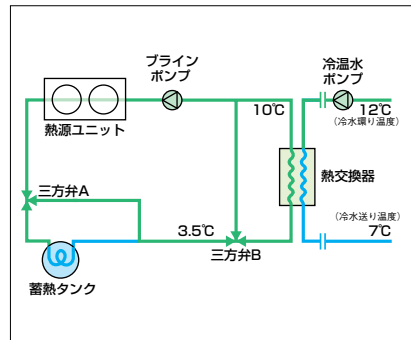 ブライン
ポンプ
冷温水
ポンプ
熱源ユニット
10℃
12℃
（冷水環り温度）
熱交換器
三方弁A
3.5℃
三方弁B
（冷水送り温度）
7℃
蓄熱タンク